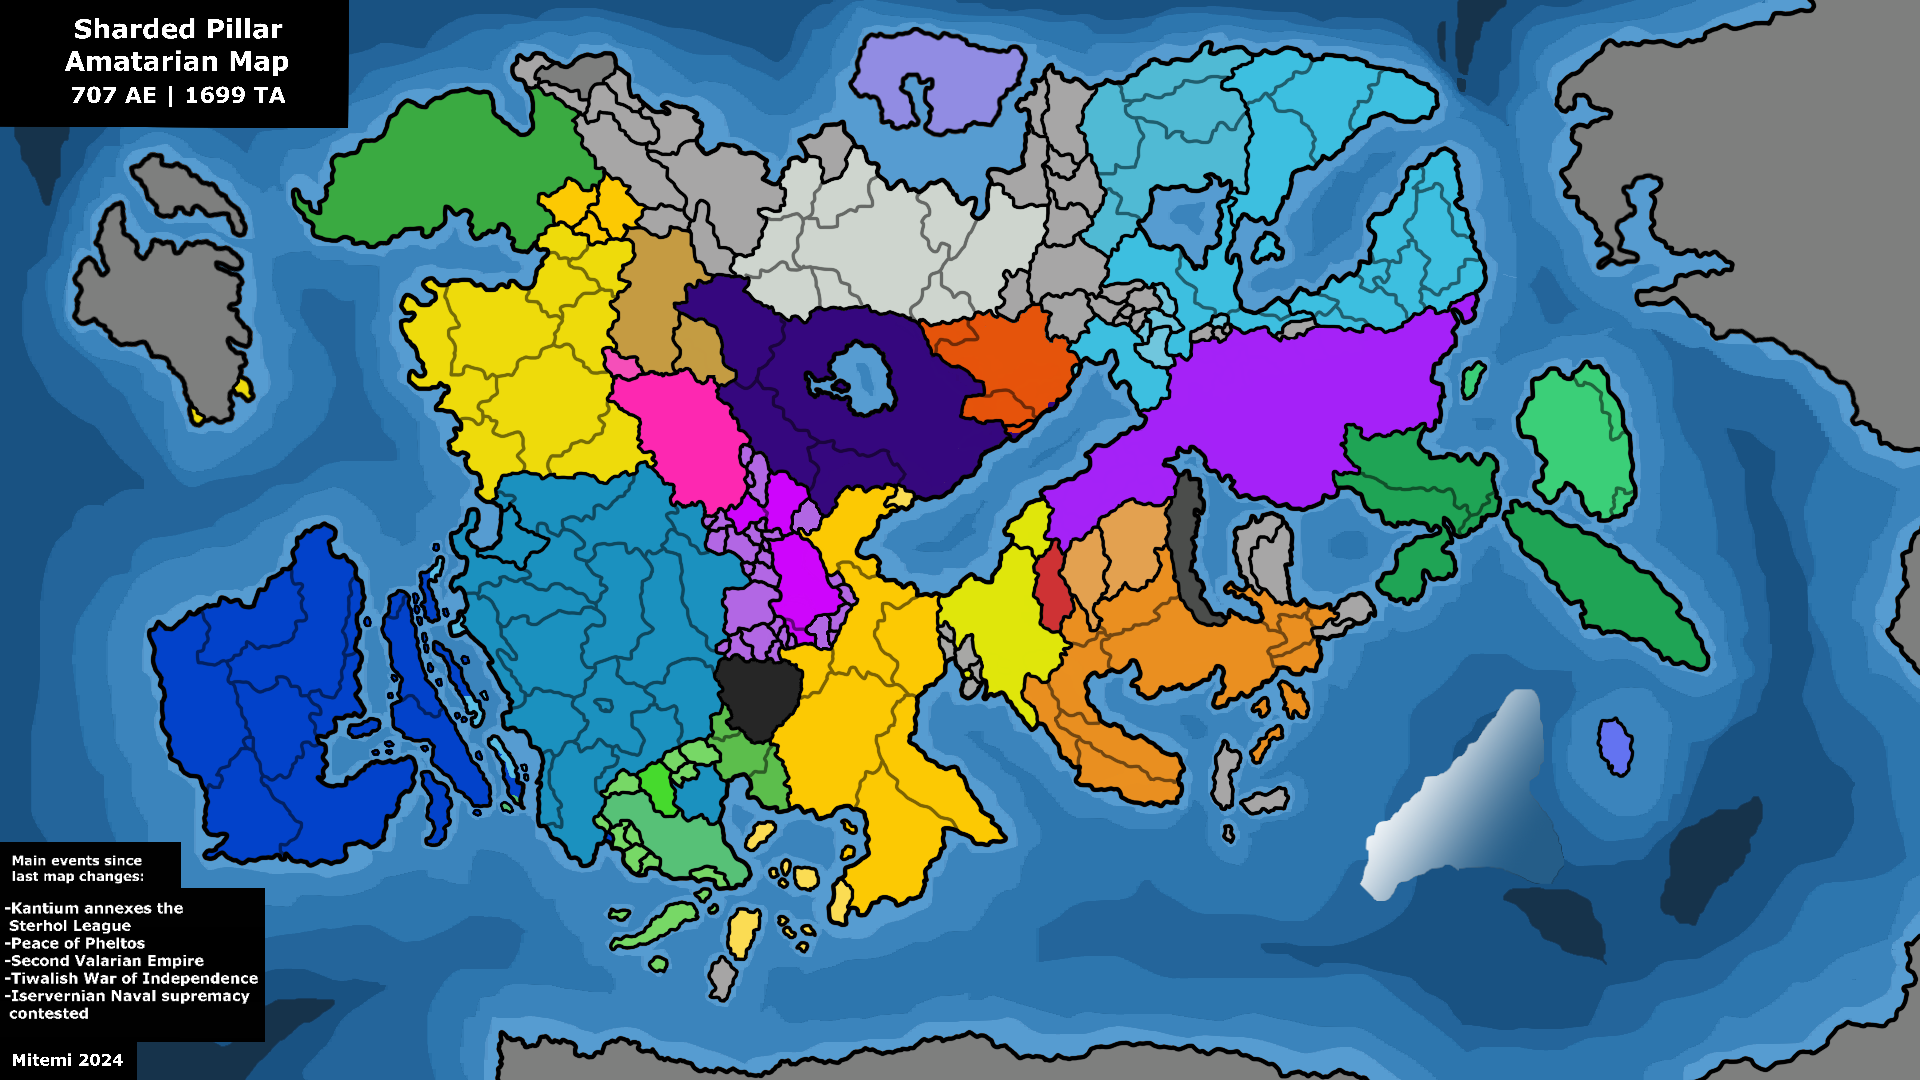 Sharded Pillar
Amatarian Map
707 AE | 1699 TA
Main events since
last map changes:
-Kantium annexes the
Sterhol League
-Peace of Pheltos
-Second Valarian Empire
-Tiwalish War of Independence
-Iservernian Naval supremacy
contested
Mitemi 2024